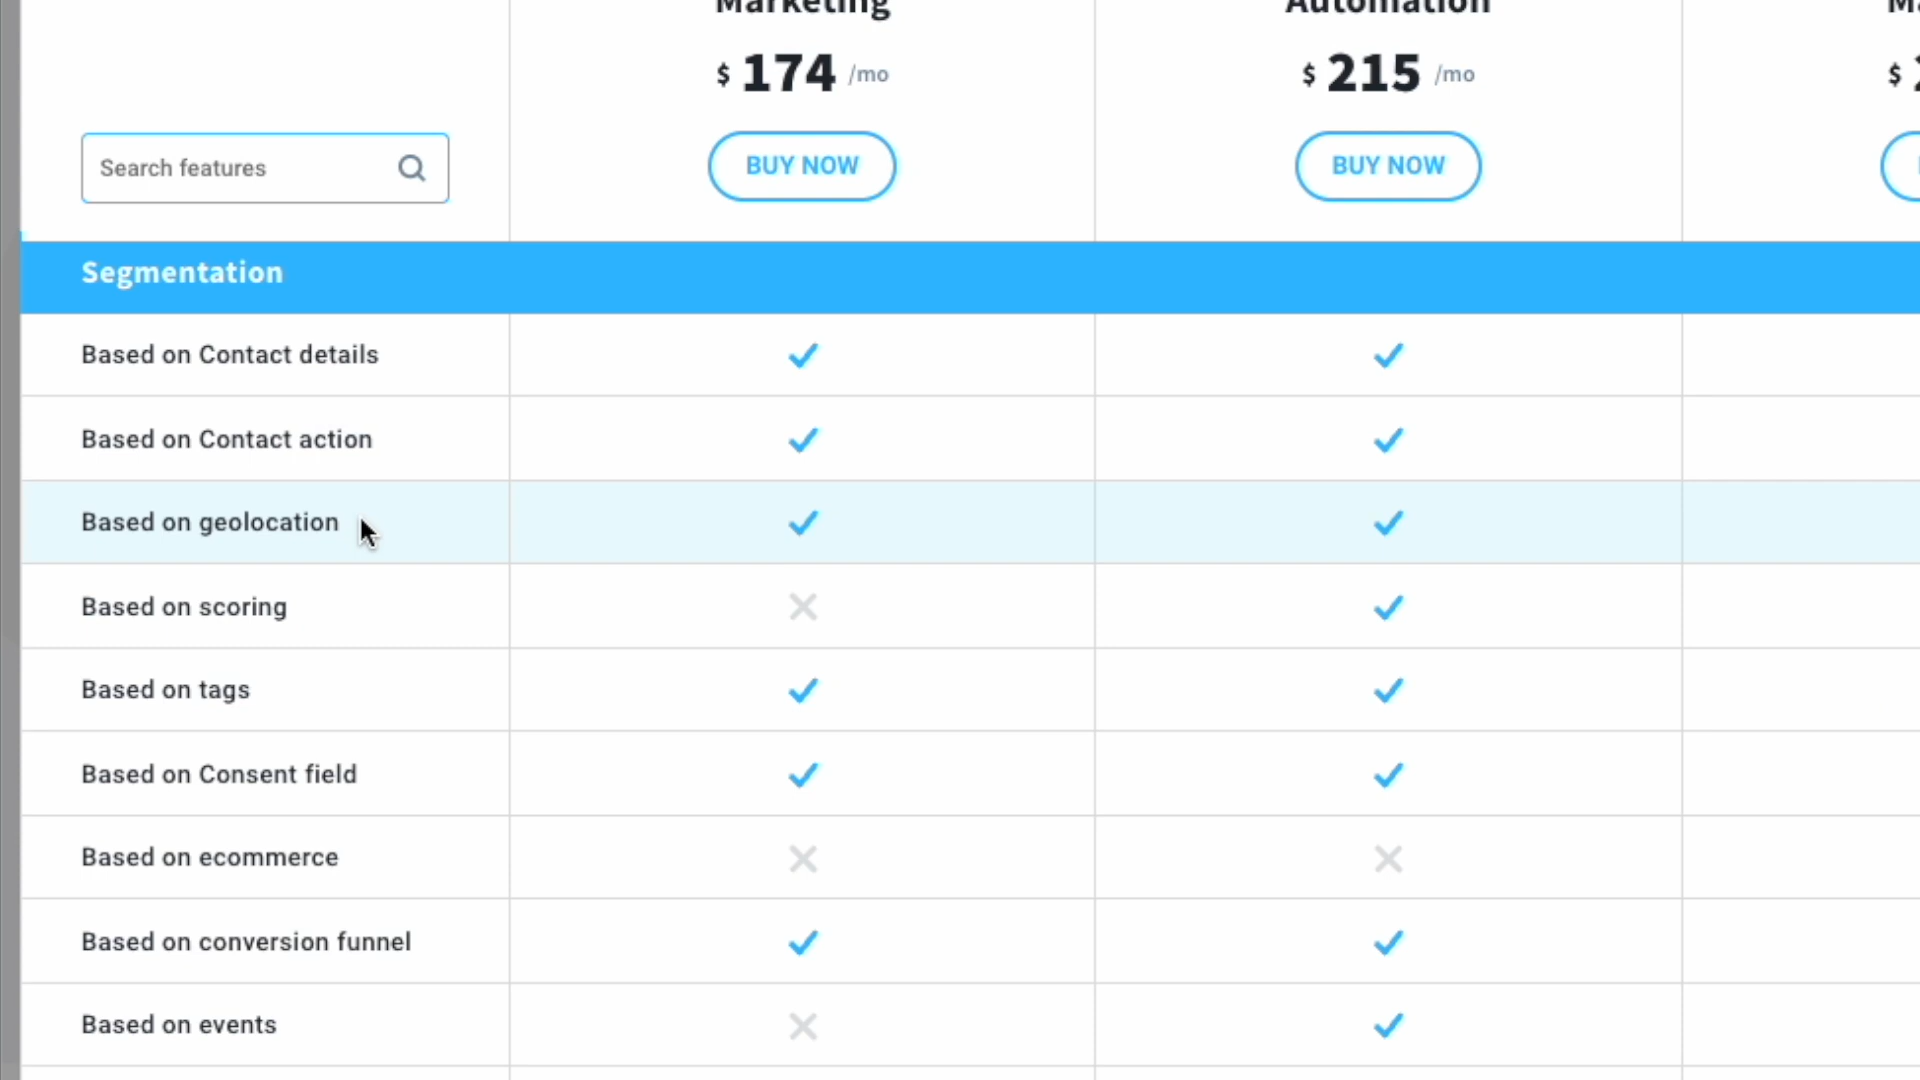 Marketing Automation
$ 174 /mo $ 215 /mo $
Search features BUY NOW BUY NOW
Segmentation
Based on Contact details
Based on Contact action
Based on geolocation
Based on scoring
Based on tags
Based on Consent field
Based on ecommerce
Based on conversion funnel
Based on events